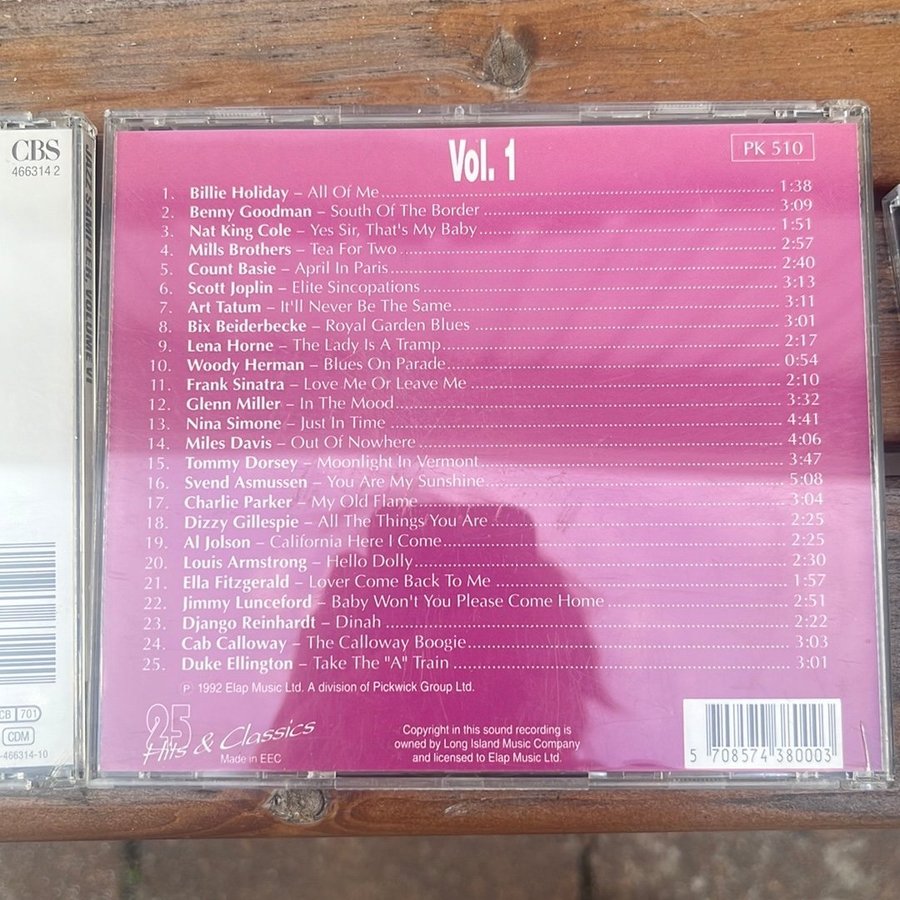 CBS
466314 2
JAZZ SAMPLER, VOLUME VI
CB 701
CDM
-466314-10
Vol. 1
PK 510
1. Billie Holiday – All Of Me 1:38
2. Benny Goodman – South Of The Border 3:09
3. Nat King Cole – Yes Sir, That's My Baby 1:51
4. Mills Brothers – Tea For Two 2:57
5. Count Basie – April In Paris 2:40
6. Scott Joplin – Elite Sincopations 3:13
7. Art Tatum – It'll Never Be The Same 3:11
8. Bix Beiderbecke – Royal Garden Blues 3:01
9. Lena Horne – The Lady Is A Tramp 2:17
10. Woody Herman – Blues On Parade 0:54
11. Frank Sinatra – Love Me Or Leave Me 2:10
12. Glenn Miller – In The Mood 3:32
13. Nina Simone – Just In Time 4:41
14. Miles Davis – Out Of Nowhere 4:06
15. Tommy Dorsey – Moonlight In Vermont 3:47
16. Svend Asmussen – You Are My Sunshine 5:08
17. Charlie Parker – My Old Flame 3:04
18. Dizzy Gillespie – All The Things You Are 2:25
19. Al Jolson – California Here I Come 2:25
20. Louis Armstrong – Hello Dolly 2:30
21. Ella Fitzgerald – Lover Come Back To Me 1:57
22. Jimmy Lunceford – Baby Won't You Please Come Home 2:51
23. Django Reinhardt – Dinah 2:22
24. Cab Calloway – The Calloway Boogie 3:03
25. Duke Ellington – Take The "A" Train 3:01
℗ 1992 Elap Music Ltd. A division of Pickwick Group Ltd.
25
Hits & Classics
Made in EEC
Copyright in this sound recording is
owned by Long Island Music Company
and licensed to Elap Music Ltd.
5 708574 380003